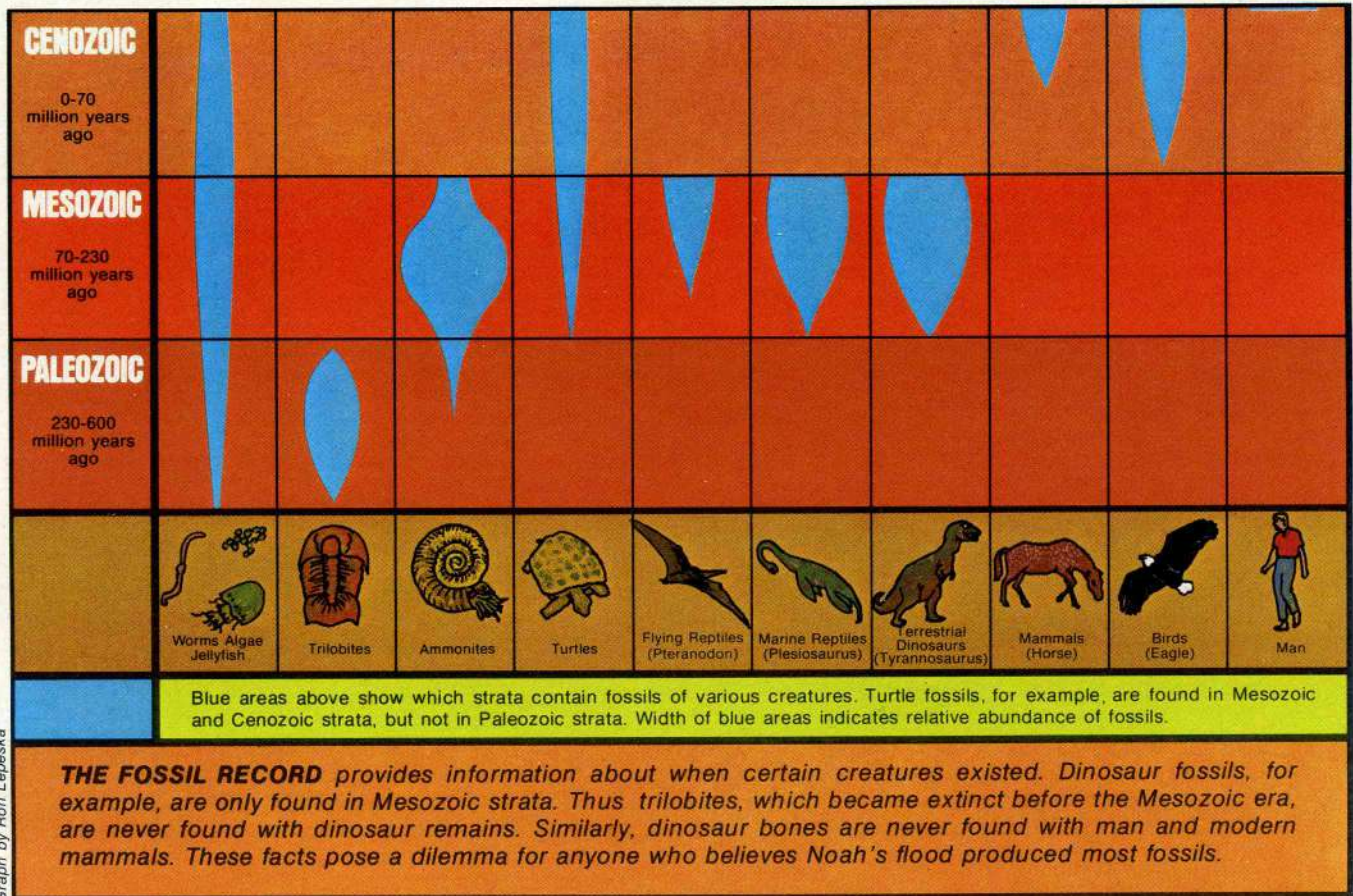 CENOZOIC
0-70
million years
ago
MESOZOIC
70-230
million years
ago
PALEOZOIC
230-600
million years
ago
Worms Algae
Jellyfish
Trilobites
Ammonites
Turtles
Flying Reptiles
(Pteranodon)
Marine Reptiles
(Plesiosaurus)
Terrestrial
Dinosaurs
(Tyrannosaurus)
Mammals
(Horse)
Birds
(Eagle)
Man
Blue areas above show which strata contain fossils of various creatures. Turtle fossils, for example, are found in Mesozoic
and Cenozoic strata, but not in Paleozoic strata. Width of blue areas indicates relative abundance of fossils.
THE FOSSIL RECORD provides information about when certain creatures existed. Dinosaur fossils, for
example, are only found in Mesozoic strata. Thus trilobites, which became extinct before the Mesozoic era,
are never found with dinosaur remains. Similarly, dinosaur bones are never found with man and modern
mammals. These facts pose a dilemma for anyone who believes Noah's flood produced most fossils.
Graph by Ron Lepeska